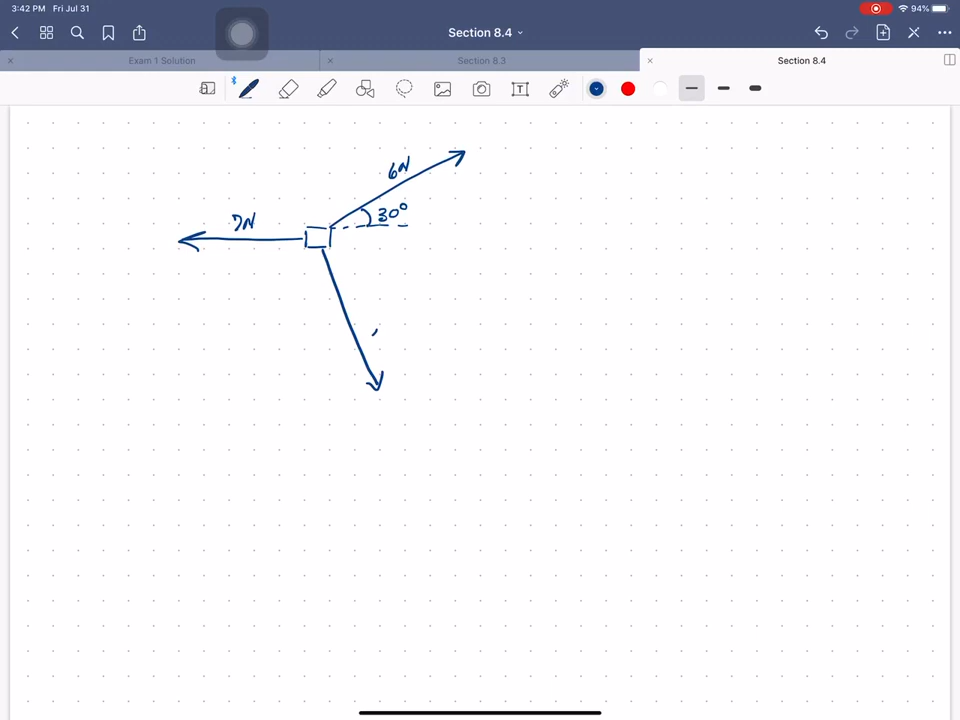 3:42 PM Fri Jul 31
94%
Section 8.4
Exam 1 Solution
Section 8.3
Section 8.4
T
6N
30°
7N